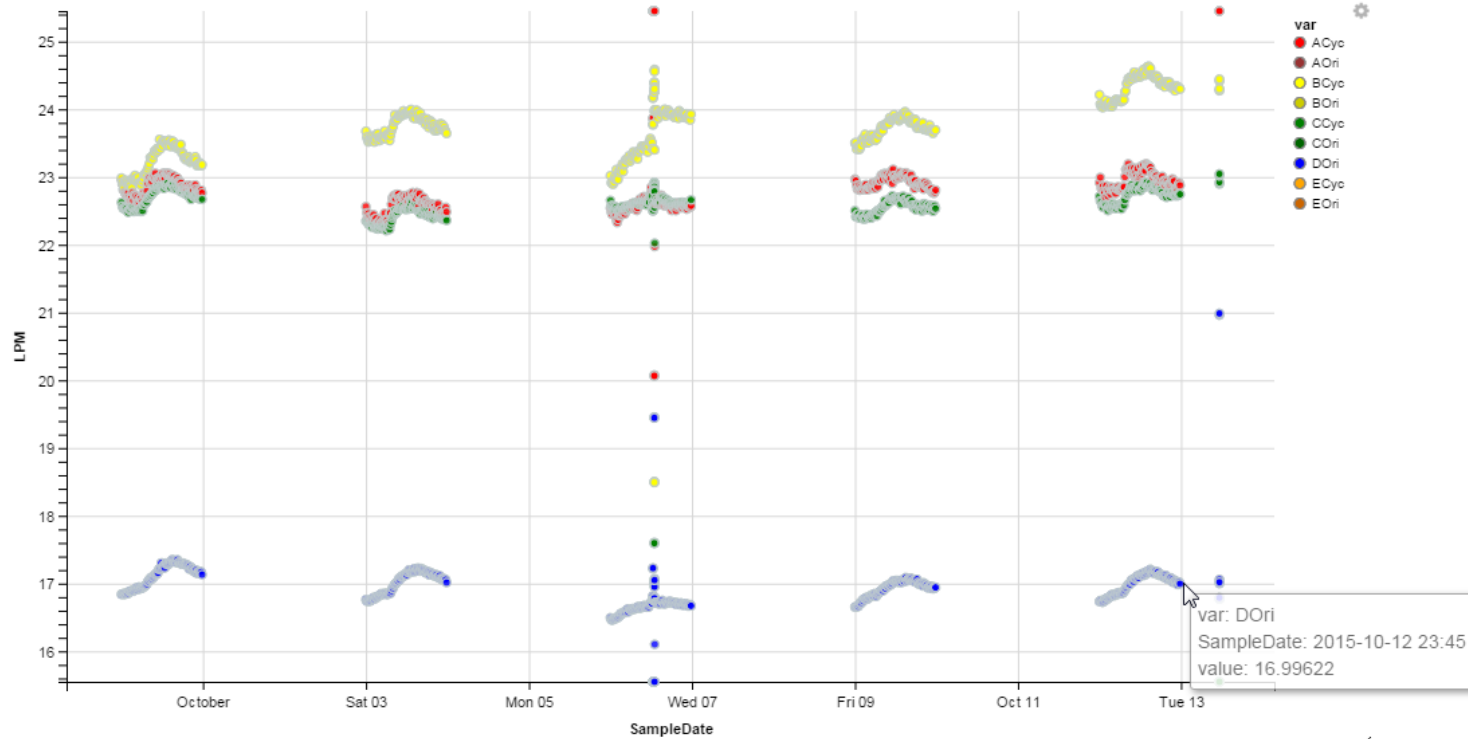 25
24
23
22
21
20
19
18
17
16
LPM
October
Sat 03
Mon 05
Wed 07
Fri 09
Oct 11
Tue 13
SampleDate
var
ACyc
AOri
BCyc
BOri
CCyc
COri
DOri
ECyc
EOri
var: DOri
SampleDate: 2015-10-12 23:45
value: 16.99622